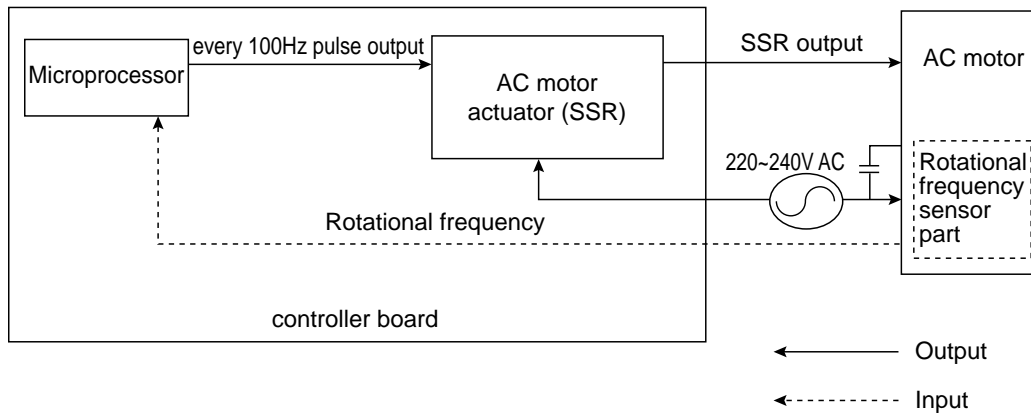 every 100Hz pulse output
Microprocessor
AC motor
actuator (SSR)
SSR output
AC motor
220~240V AC
Rotational
frequency
sensor
part
Rotational frequency
controller board
Output
Input